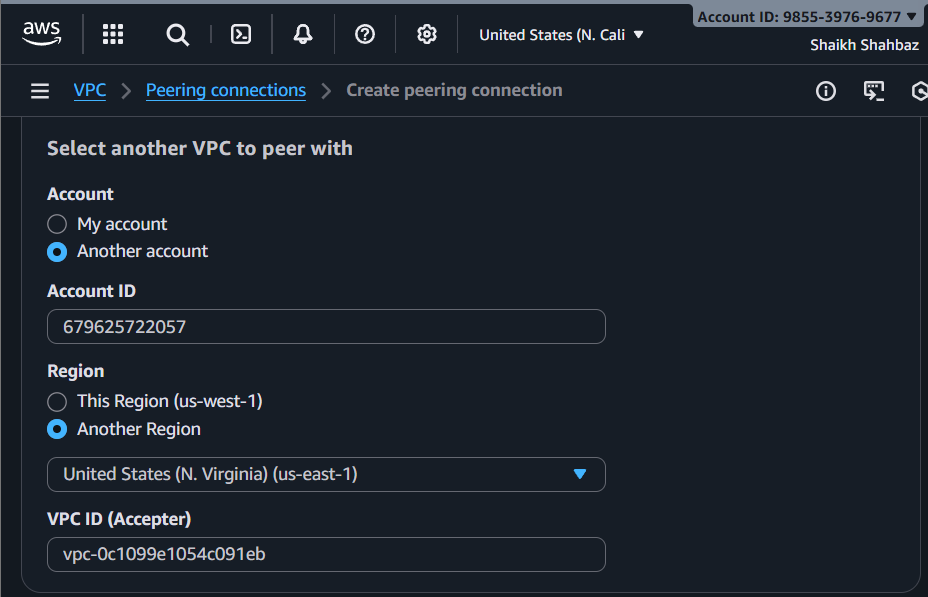 aws
United States (N. Cali
Account ID: 9855-3976-9677
Shaikh Shahbaz
VPC
Peering connections
Create peering connection
Select another VPC to peer with
Account
My account
Another account
Account ID
679625722057
Region
This Region (us-west-1)
Another Region
United States (N. Virginia) (us-east-1)
VPC ID (Accepter)
vpc-0c1099e1054c091eb